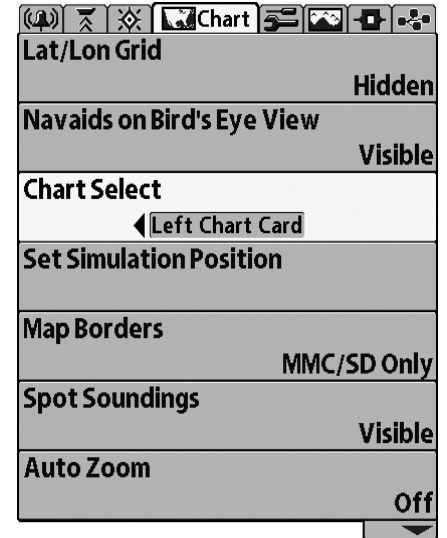 Chart
Lat/Lon Grid
Hidden
Navaids on Bird's Eye View
Visible
Chart Select
Left Chart Card
Set Simulation Position
Map Borders
MMC/SD Only
Spot Soundings
Visible
Auto Zoom
Off